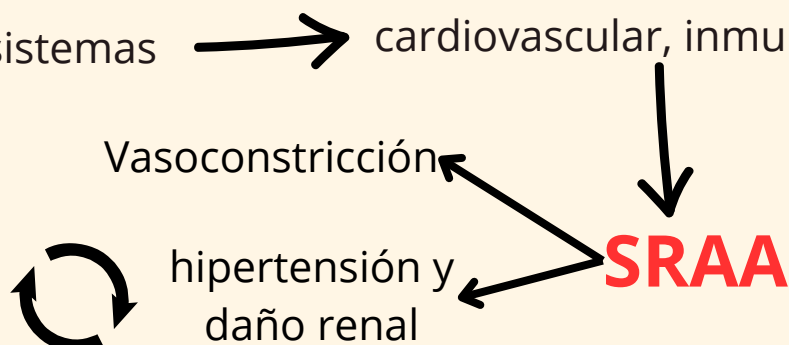 sistemas cardiovascular, inmu
Vasoconstricción
SRAA
hipertensión y
daño renal